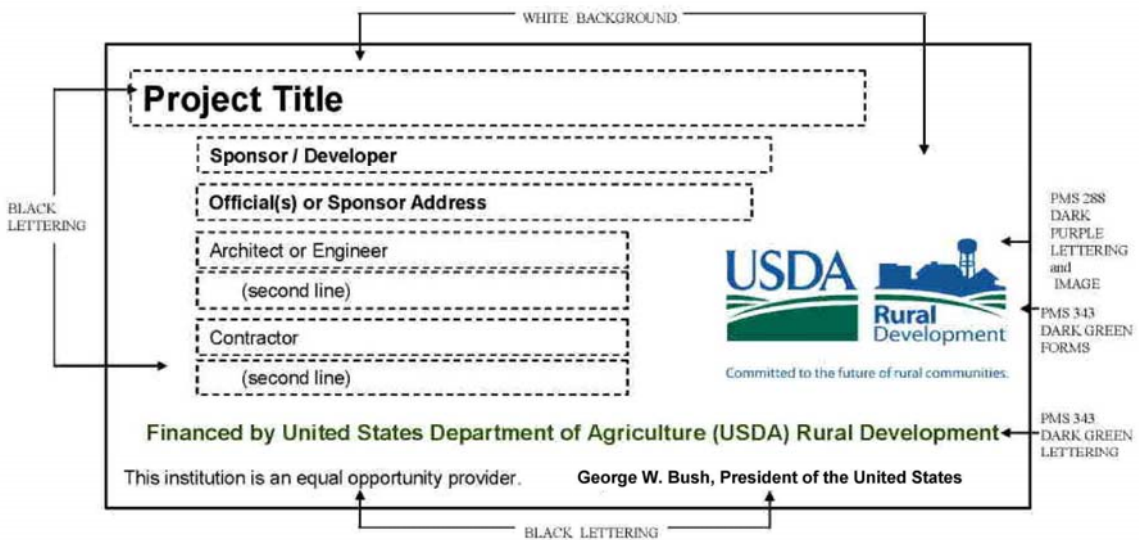 WHITE BACKGROUND
Project Title
Sponsor / Developer
Official(s) or Sponsor Address
BLACK
LETTERING
Architect or Engineer
(second line)
Contractor
(second line)
USDA
Rural
Development
Committed to the future of rural communities.
PMS 288
DARK
PURPLE
LETTERING
and
IMAGE
PMS 343
DARK GREEN
FORMS
Financed by United States Department of Agriculture (USDA) Rural Development
PMS 343
DARK GREEN
LETTERING
This institution is an equal opportunity provider.
George W. Bush, President of the United States
BLACK LETTERING